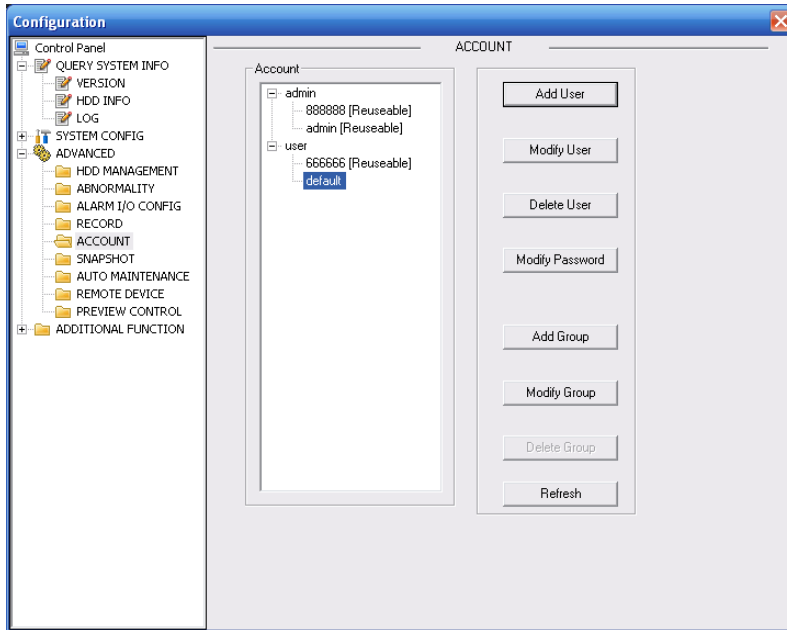 Configuration
Control Panel
QUERY SYSTEM INFO
VERSION
HDD INFO
LOG
SYSTEM CONFIG
ADVANCED
HDD MANAGEMENT
ABNORMALITY
ALARM I/O CONFIG
RECORD
ACCOUNT
SNAPSHOT
AUTO MAINTENANCE
REMOTE DEVICE
PREVIEW CONTROL
ADDITIONAL FUNCTION
ACCOUNT
Account
admin
888888 [Reuseable]
admin [Reuseable]
user
666666 [Reuseable]
default
Add User
Modify User
Delete User
Modify Password
Add Group
Modify Group
Delete Group
Refresh